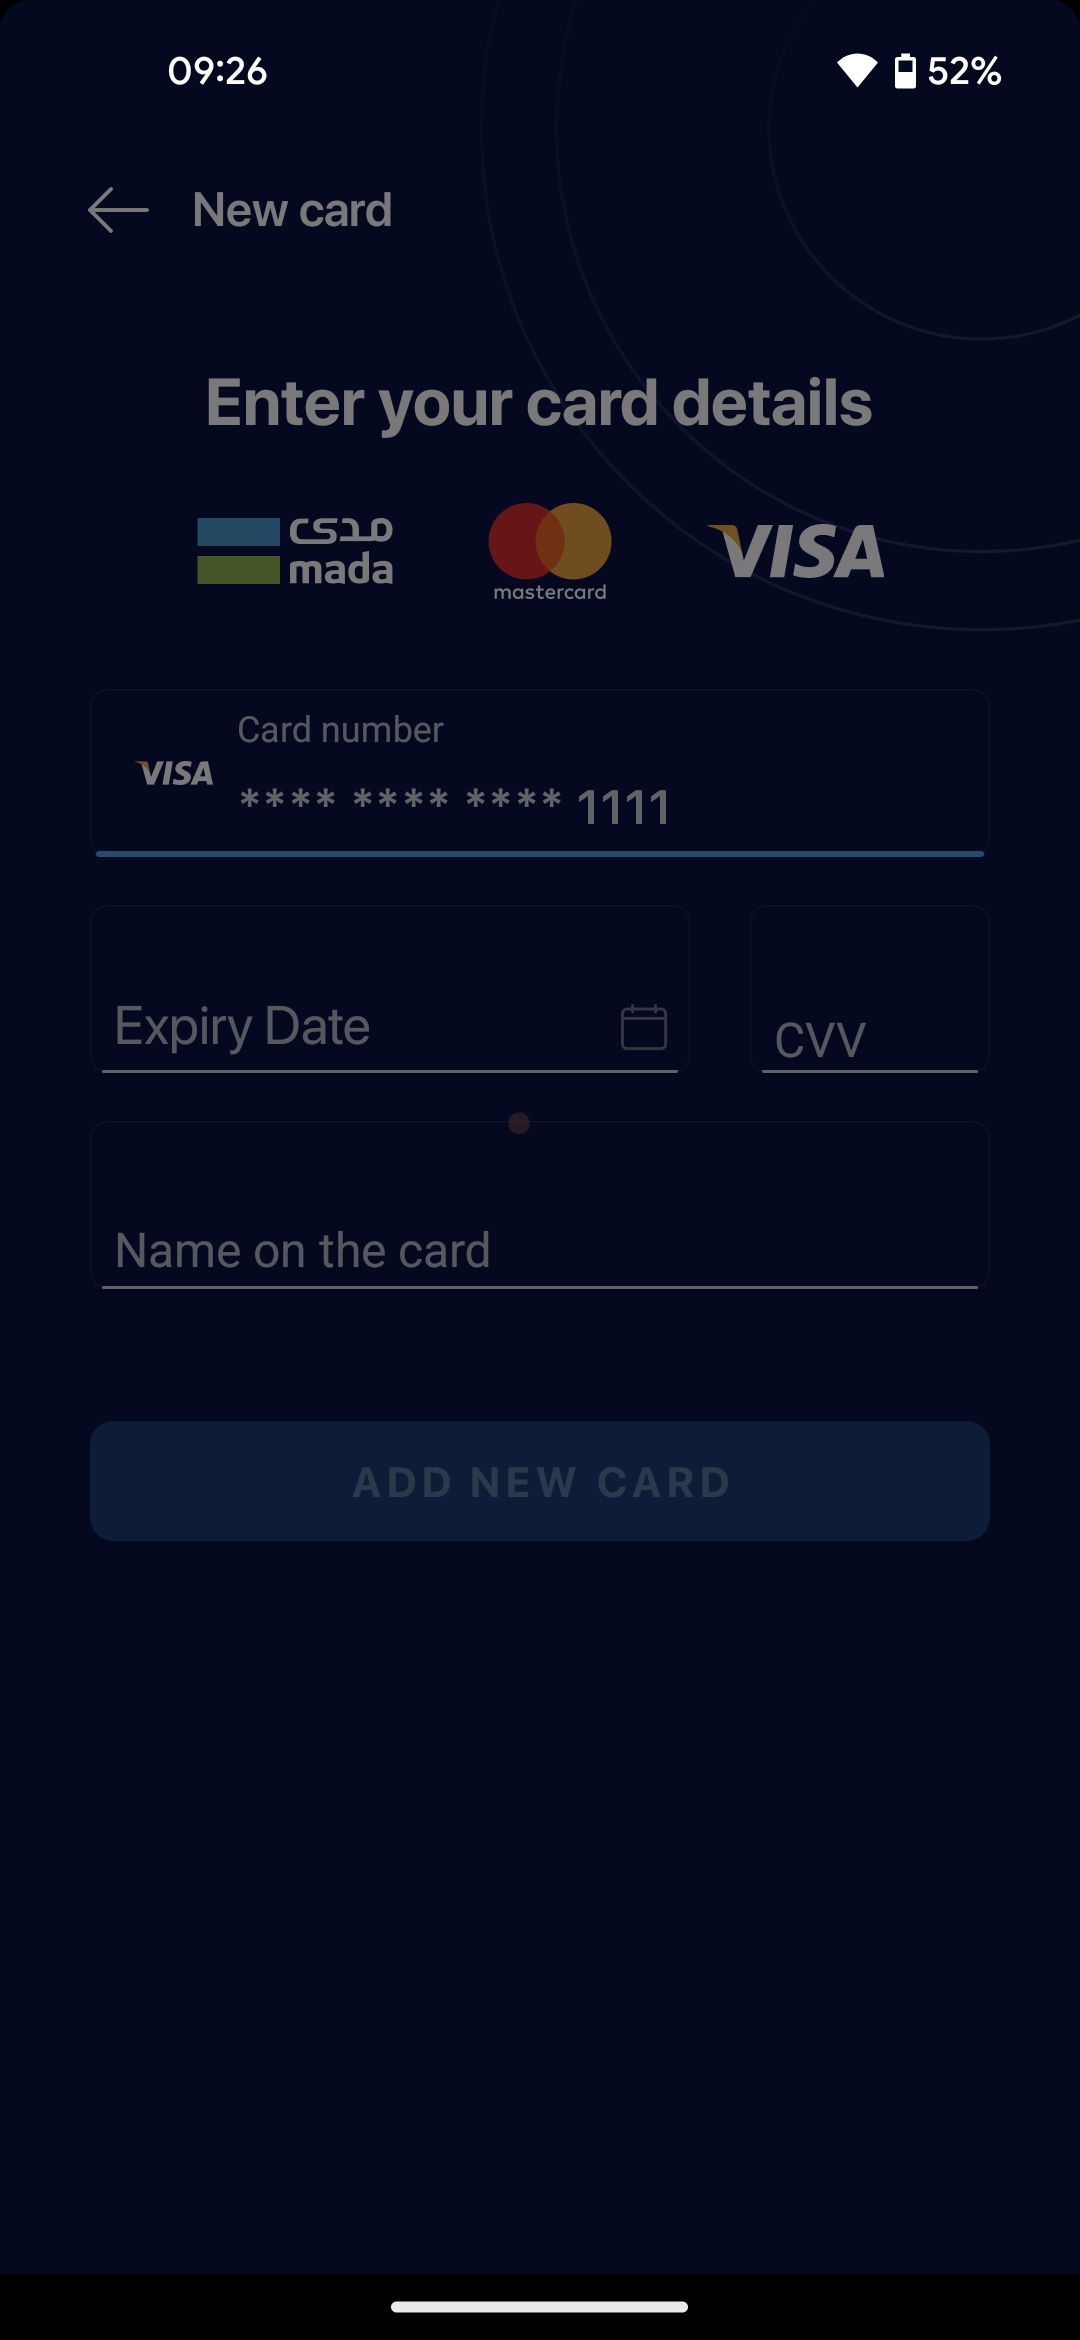 09:26
52%
New card
Enter your card details
مدى
mada
mastercard
VISA
Card number
VISA
**** **** **** 1111
Expiry Date
CVV
Name on the card
ADD NEW CARD